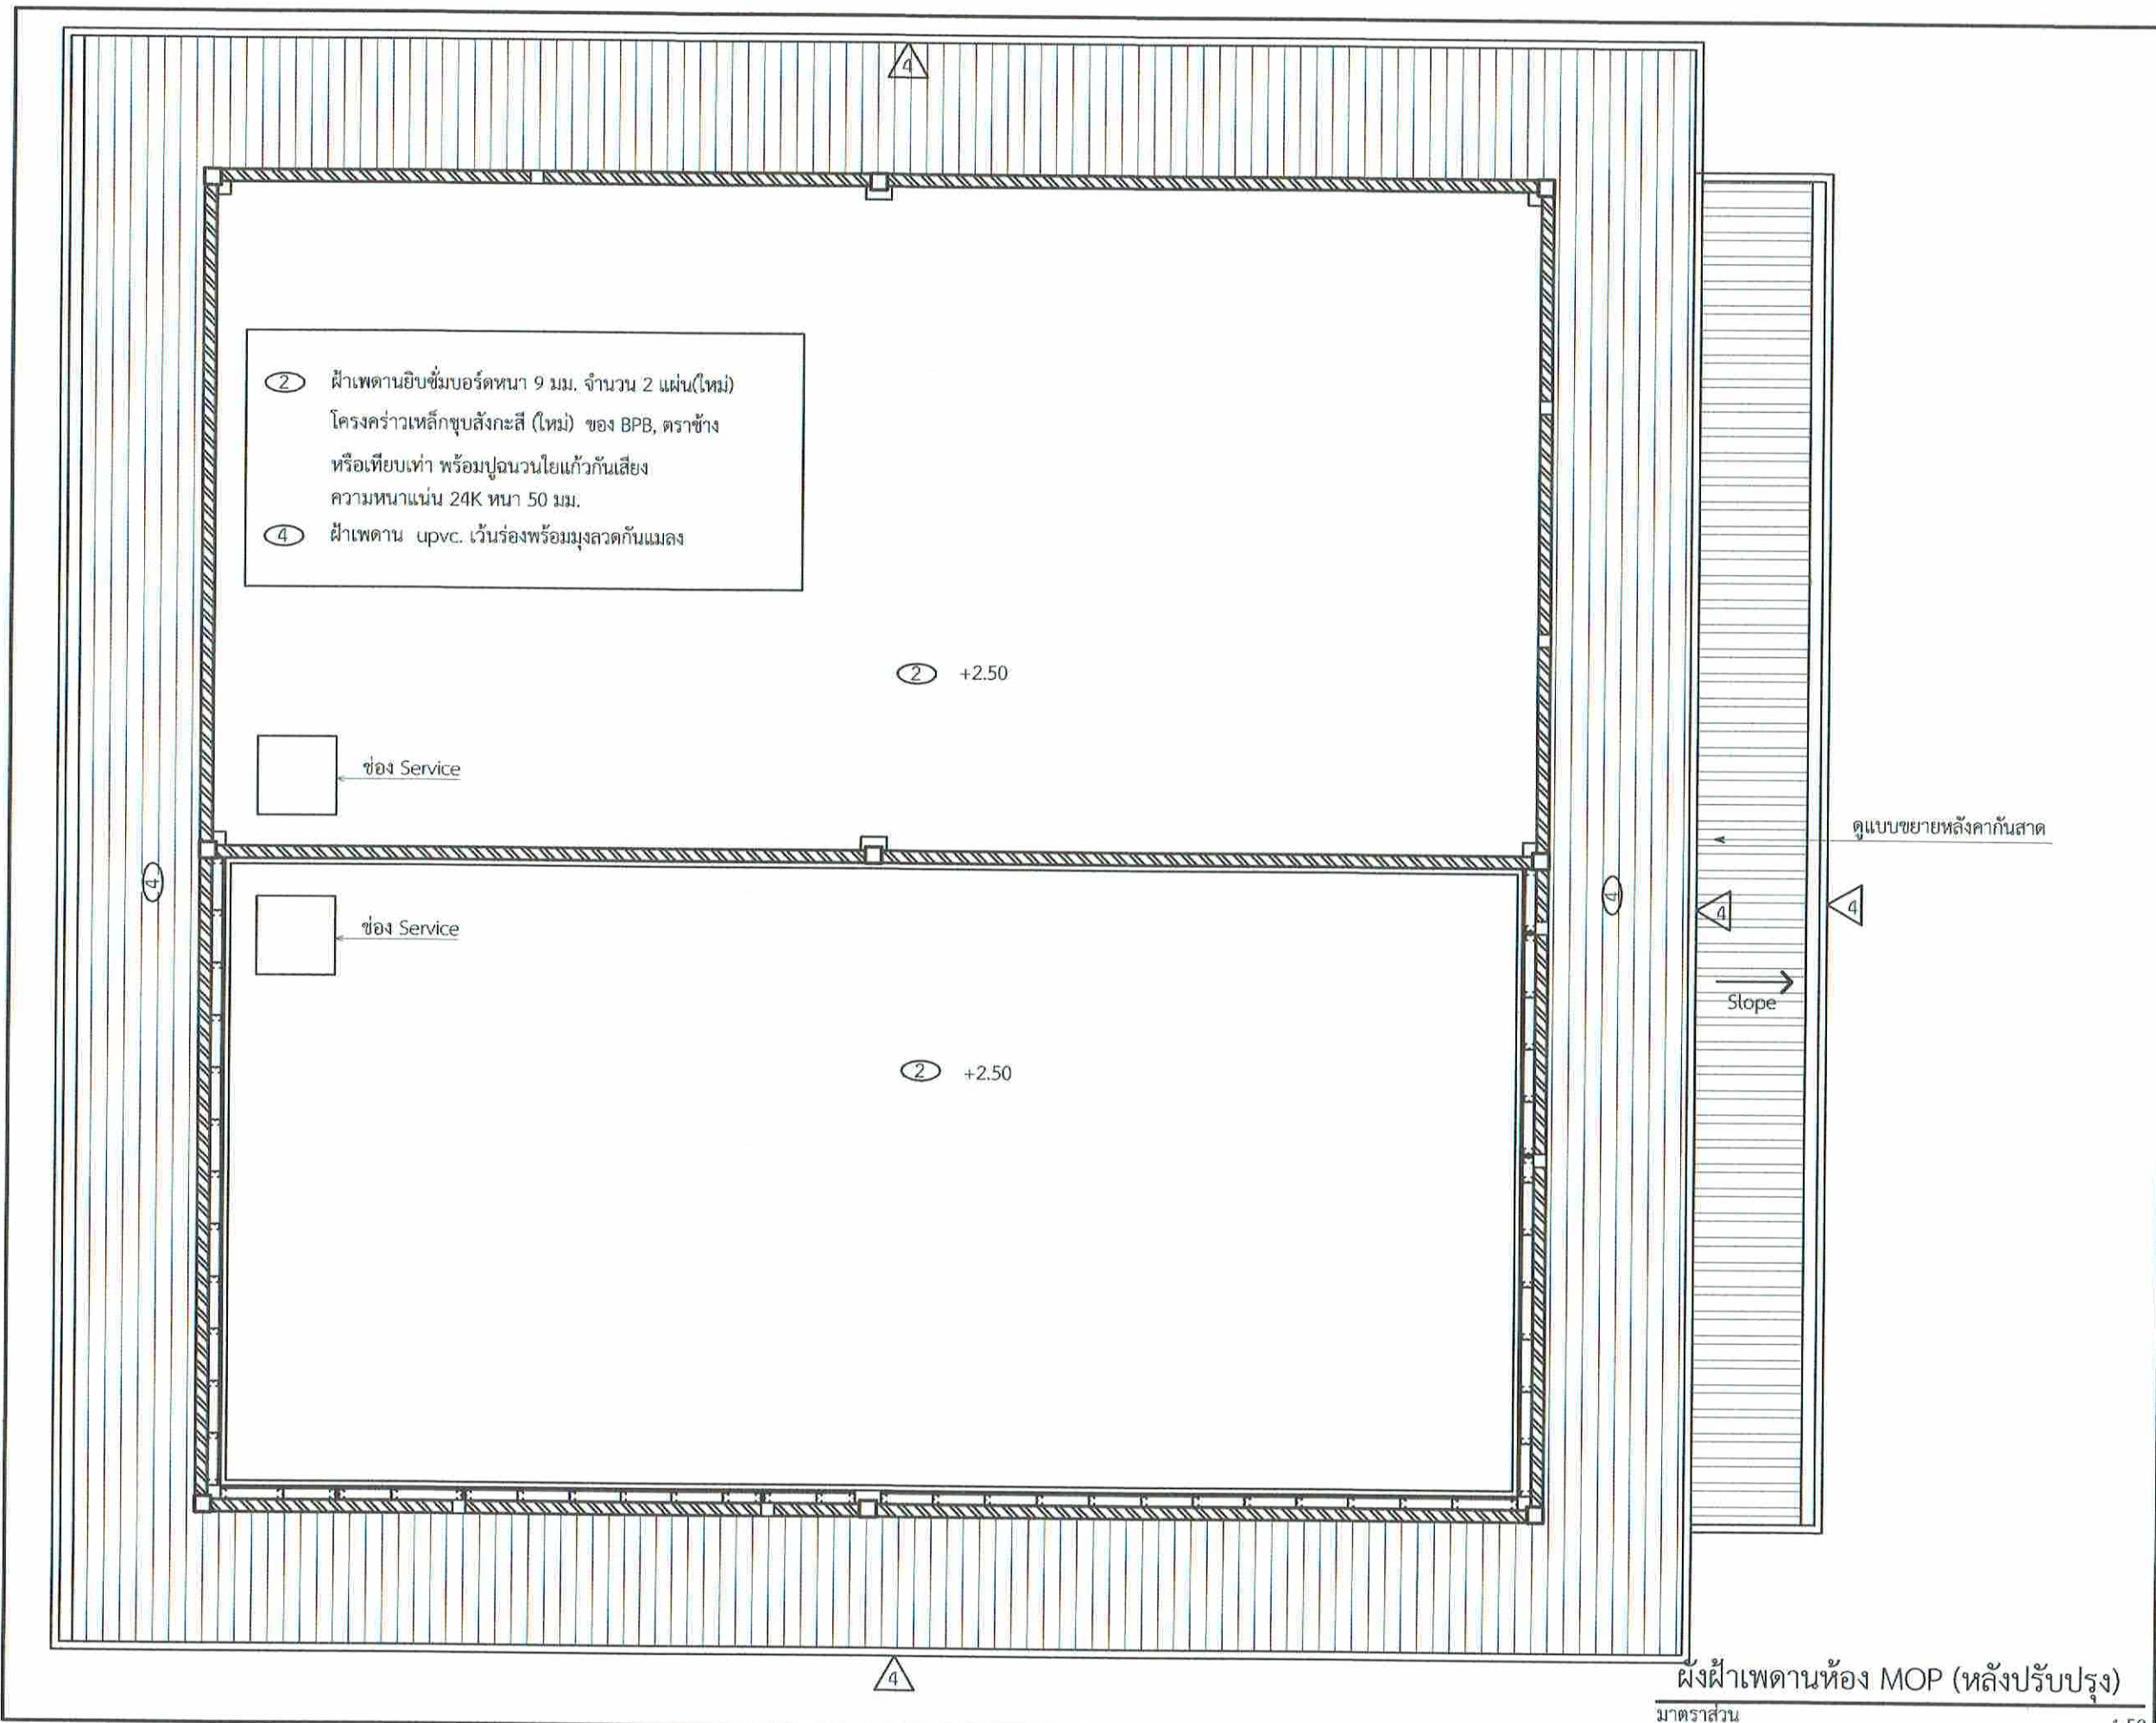 4
2 ฝ้าเพดานยิบซั่มบอร์ดหนา 9 มม. จำนวน 2 แผ่น(ใหม่)
โครงคร่าวเหล็กชุบสังกะสี (ใหม่) ของ BPB, ตราช้าง
หรือเทียบเท่า พร้อมปูฉนวนใยแก้วกันเสียง
ความหนาแน่น 24K หนา 50 มม.
4 ฝ้าเพดาน upvc. เว้นร่องพร้อมมุงลวดกันแมลง
2 +2.50
ช่อง Service
ดูแบบขยายหลังคากันสาด
4
4
4
4
ช่อง Service
Slope
2 +2.50
4
ผังฝ้าเพดานห้อง MOP (หลังปรับปรุง)
มาตราส่วน